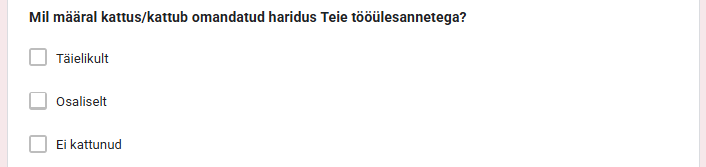 Mil määral kattus/kattub omandatud haridus Teie tööülesannetega?
Täielikult
Osaliselt
Ei kattunud